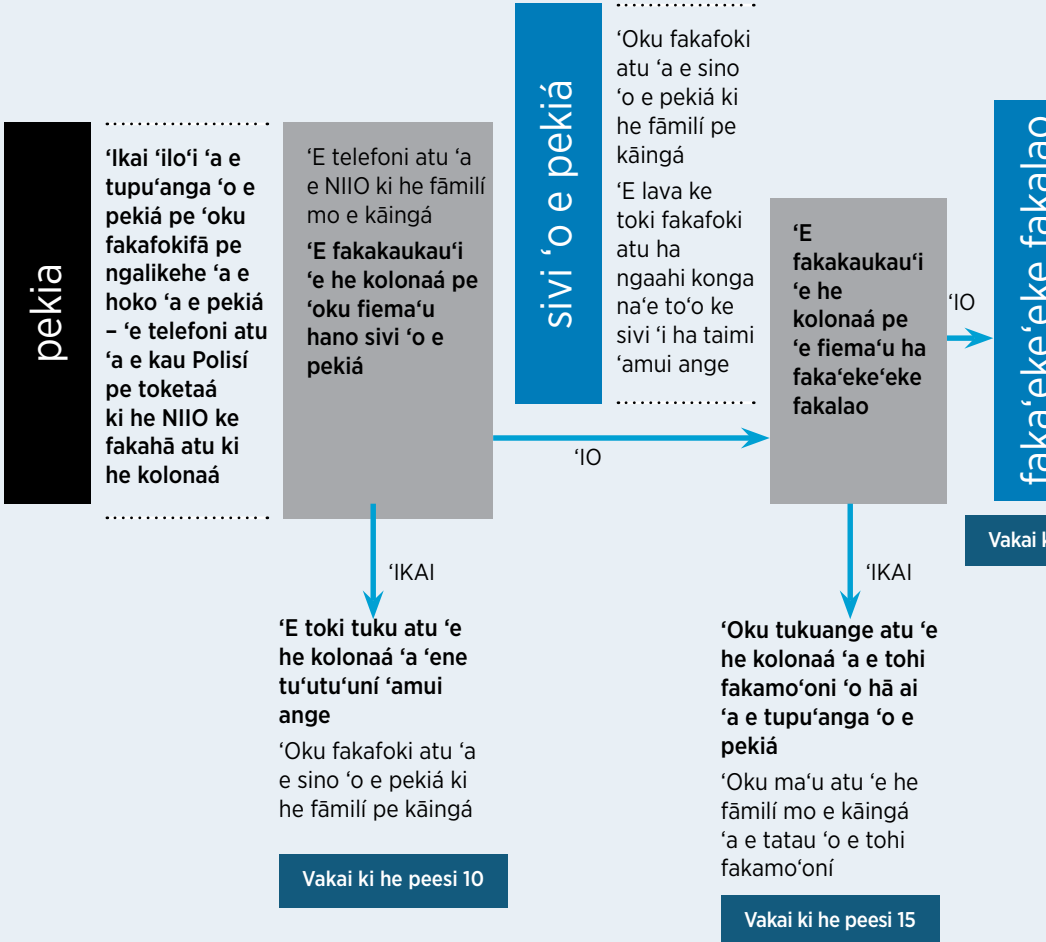 pekia
‘Ikai ‘ilo‘i ‘a e
tupu‘anga ‘o e
pekiá pe ‘oku
fakafokifā pe
ngalikehe ‘a e
hoko ‘a e pekiá
– ‘e telefoni atu
‘a e kau Polisí
pe toketaá
ki he NIIO ke
fakahā atu ki
he kolonaá
‘E telefoni atu ‘a
e NIIO ki he fāmilí
mo e kāingá
‘E fakakaukau‘i
‘e he kolonaá pe
‘oku fiema‘u
hano sivi ‘o e
pekiá
‘IKAI
‘E toki tuku atu ‘e
he kolonaá ‘a ‘ene
tu‘utu‘uní ‘amui
ange
‘Oku fakafoki atu ‘a
e sino ‘o e pekiá ki
he fāmilí pe kāingá
Vakai ki he peesi 10
‘IO
sivi ‘o e pekiá
‘Oku fakafoki
atu ‘a e sino
‘o e pekiá ki
he fāmilí pe
kāingá
‘E lava ke
toki fakafoki
atu ha
ngaahi konga
na‘e to‘o ke
sivi ‘i ha taimi
‘amui ange
‘E
fakakaukau‘i
‘e he
kolonaá pe
‘e fiema‘u ha
faka‘eke‘eke
fakalao
‘IKAI
‘Oku tukuange atu ‘e
he kolonaá ‘a e tohi
fakamo‘oni ‘o hā ai
‘a e tupu‘anga ‘o e
pekiá
‘Oku ma‘u atu ‘e he
fāmilí mo e kāingá
‘a e tatau ‘o e tohi
fakamo‘oní
Vakai ki he peesi 15
‘IO
faka‘eke‘eke fakalao
Vakai